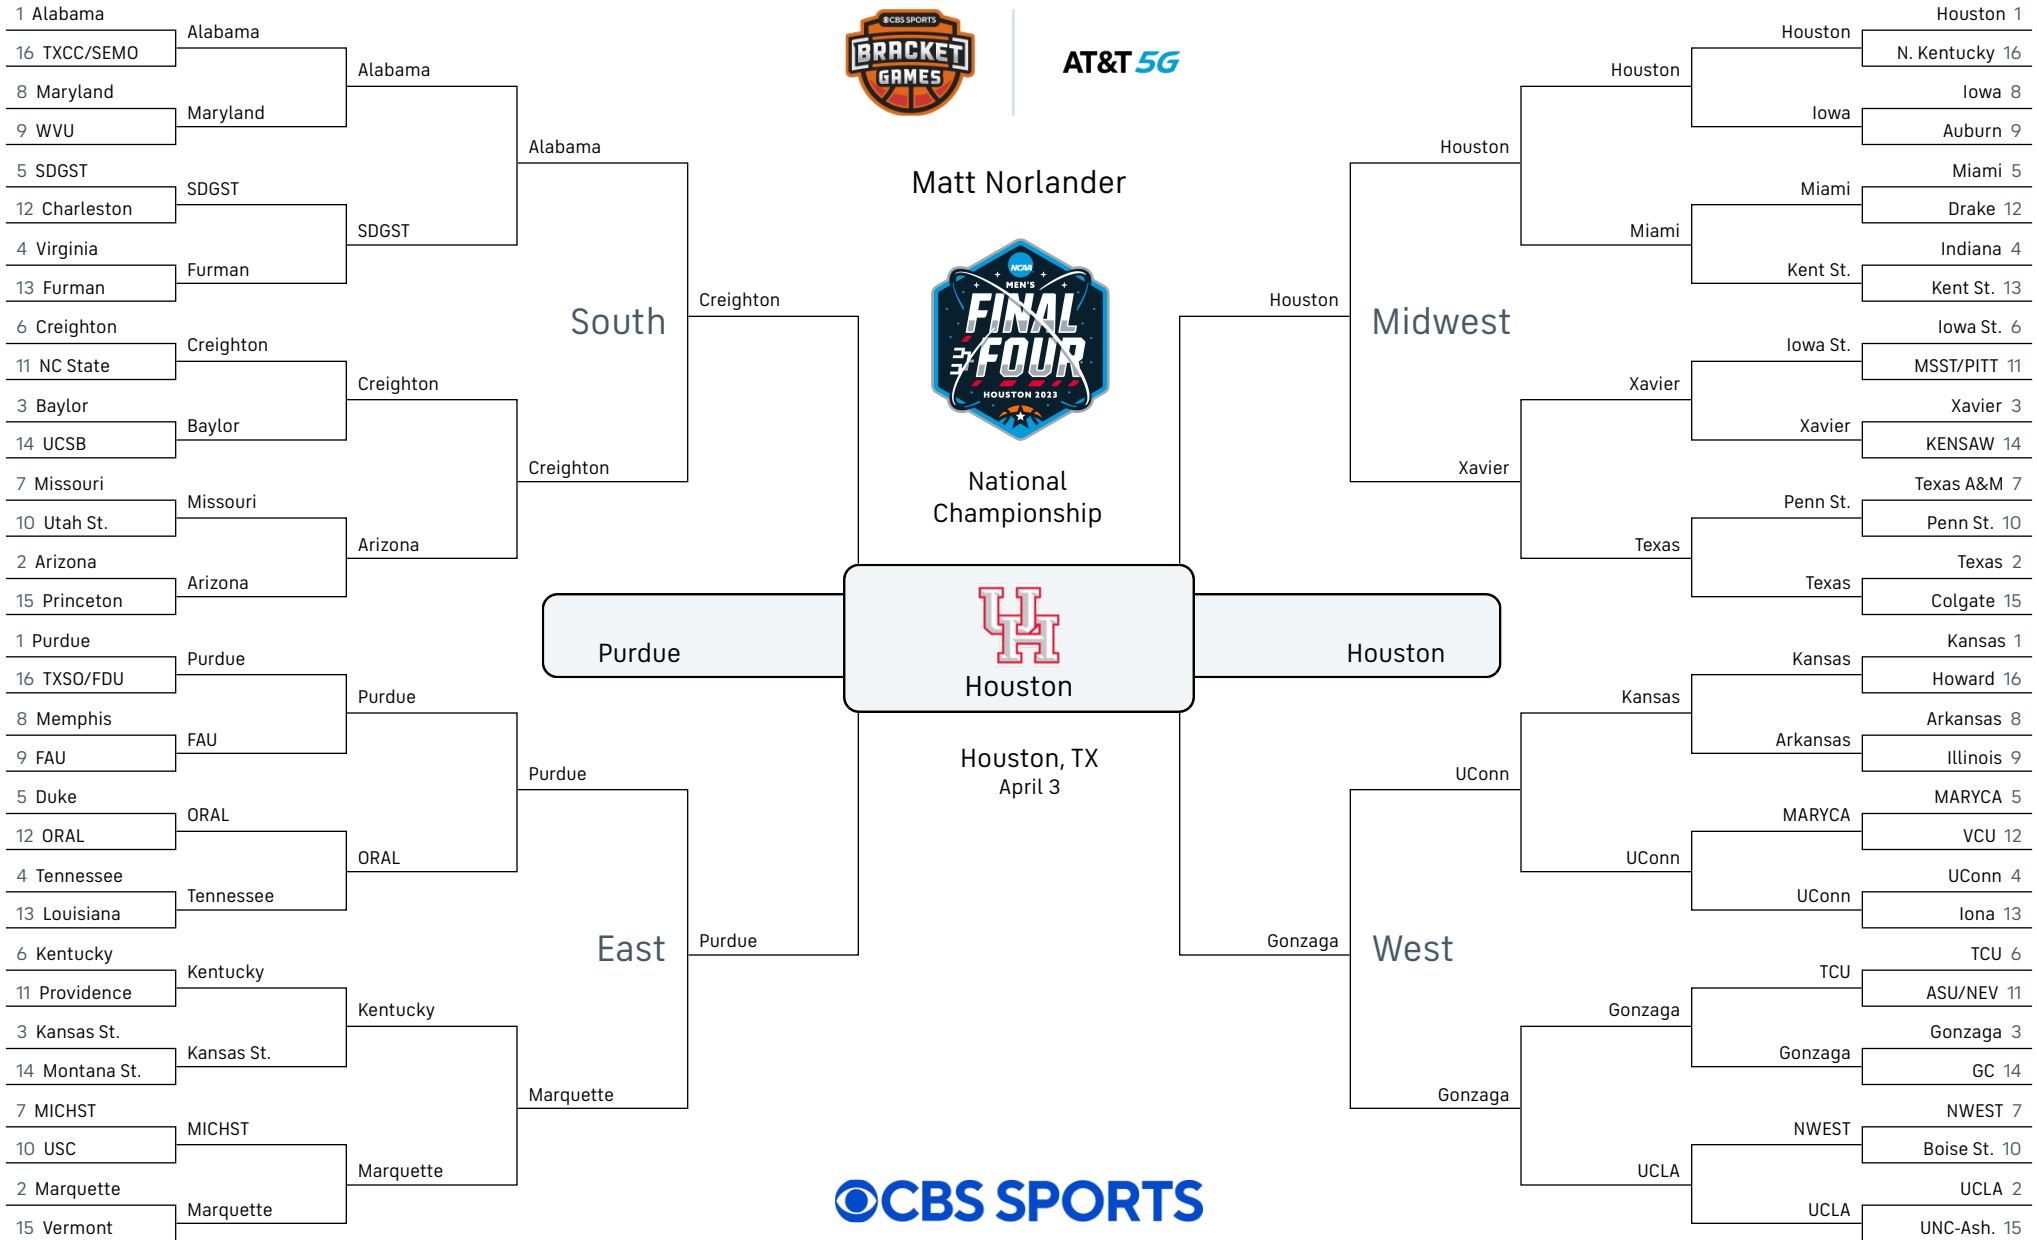 1 Alabama
16 TXCC/SEMO
8 Maryland
9 WVU
5 SDGST
12 Charleston
4 Virginia
13 Furman
6 Creighton
11 NC State
3 Baylor
14 UCSB
7 Missouri
10 Utah St.
2 Arizona
15 Princeton
1 Purdue
16 TXSO/FDU
8 Memphis
9 FAU
5 Duke
12 ORAL
4 Tennessee
13 Louisiana
6 Kentucky
11 Providence
3 Kansas St.
14 Montana St.
7 MICHST
10 USC
2 Marquette
15 Vermont
Alabama
Maryland
SDGST
Furman
Creighton
Baylor
Missouri
Arizona
Purdue
FAU
ORAL
Tennessee
Kentucky
Kansas St.
MICHST
Marquette
Alabama
SDGST
Creighton
Arizona
Purdue
ORAL
Kentucky
Marquette
Alabama
Creighton
Purdue
Marquette
South
East
Creighton
Purdue
CBS SPORTS
BRACKET
GAMES
AT&T 5G
Matt Norlander
NCAA
MEN'S
FINAL
FOUR
HOUSTON 2023
National
Championship
Purdue
Houston
Houston
UH
Houston, TX
April 3
CBS SPORTS
Houston
Gonzaga
Midwest
West
Houston
Xavier
UConn
Gonzaga
Houston
Miami
Xavier
Texas
Kansas
UConn
Gonzaga
UCLA
Houston
Iowa
Miami
Kent St.
Iowa St.
Xavier
Penn St.
Texas
Kansas
Arkansas
MARYCA
UConn
TCU
Gonzaga
NWEST
UCLA
Houston 1
N. Kentucky 16
Iowa 8
Auburn 9
Miami 5
Drake 12
Indiana 4
Kent St. 13
Iowa St. 6
MSST/PITT 11
Xavier 3
KENSAW 14
Texas A&M 7
Penn St. 10
Texas 2
Colgate 15
Kansas 1
Howard 16
Arkansas 8
Illinois 9
MARYCA 5
VCU 12
UConn 4
Iona 13
TCU 6
ASU/NEV 11
Gonzaga 3
GC 14
NWEST 7
Boise St. 10
UCLA 2
UNC-Ash. 15